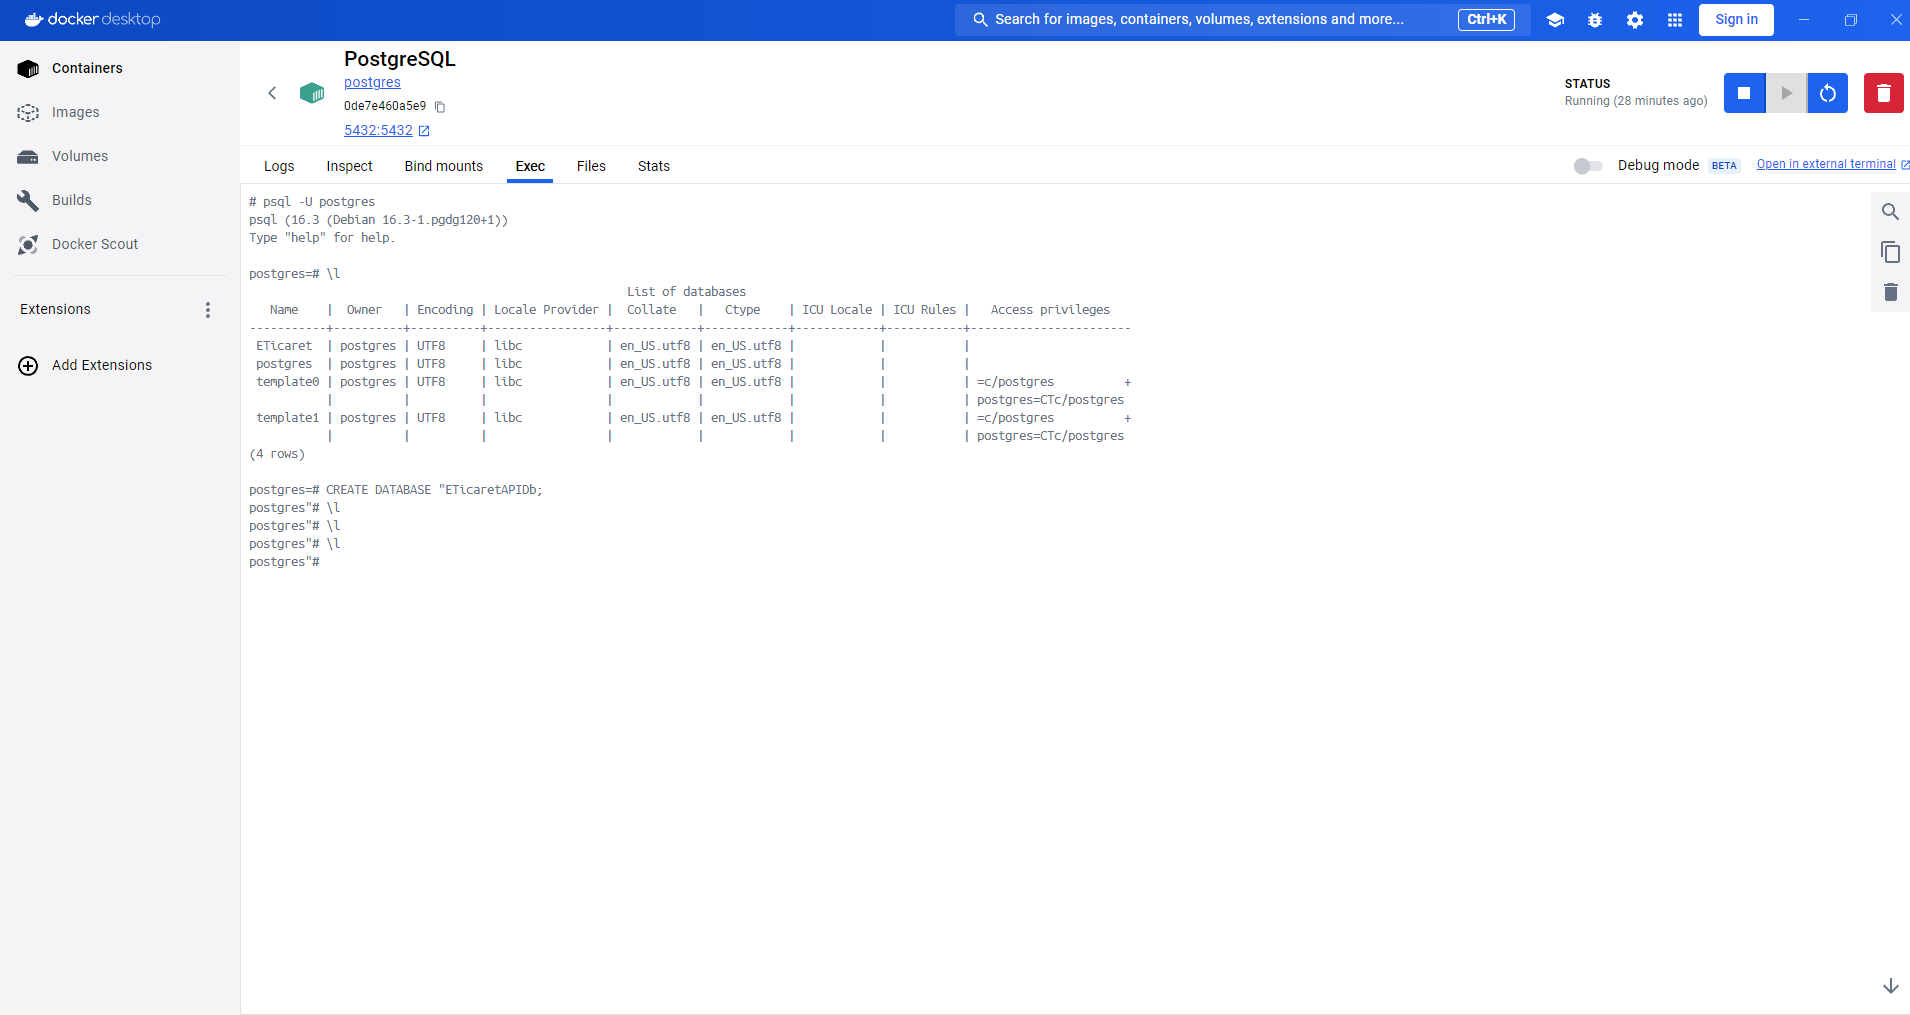 docker desktop
Search for images, containers, volumes, extensions and more...
Ctrl+K
Sign in
Containers
Images
Volumes
Builds
Docker Scout
Extensions
Add Extensions
PostgreSQL
postgres
0de7e460a5e9
5432:5432
STATUS
Running (28 minutes ago)
Logs
Inspect
Bind mounts
Exec
Files
Stats
Debug mode
BETA
Open in external terminal
# psql -U postgres
psql (16.3 (Debian 16.3-1.pgdg120+1))
Type "help" for help.
postgres=# \l
List of databases
   Name    |  Owner   | Encoding | Locale Provider |  Collate   |   Ctype    | ICU Locale | ICU Rules |   Access privileges
-----------+----------+----------+-----------------+------------+------------+------------+-----------+-----------------------
 ETicaret  | postgres | UTF8     | libc            | en_US.utf8 | en_US.utf8 |            |           |
 postgres  | postgres | UTF8     | libc            | en_US.utf8 | en_US.utf8 |            |           |
 template0 | postgres | UTF8     | libc            | en_US.utf8 | en_US.utf8 |            |           | =c/postgres          +
           |          |          |                 |            |            |            |           | postgres=CTc/postgres
 template1 | postgres | UTF8     | libc            | en_US.utf8 | en_US.utf8 |            |           | =c/postgres          +
           |          |          |                 |            |            |            |           | postgres=CTc/postgres
(4 rows)
postgres=# CREATE DATABASE "ETicaretAPIDb;
postgres"# \l
postgres"# \l
postgres"# \l
postgres"#